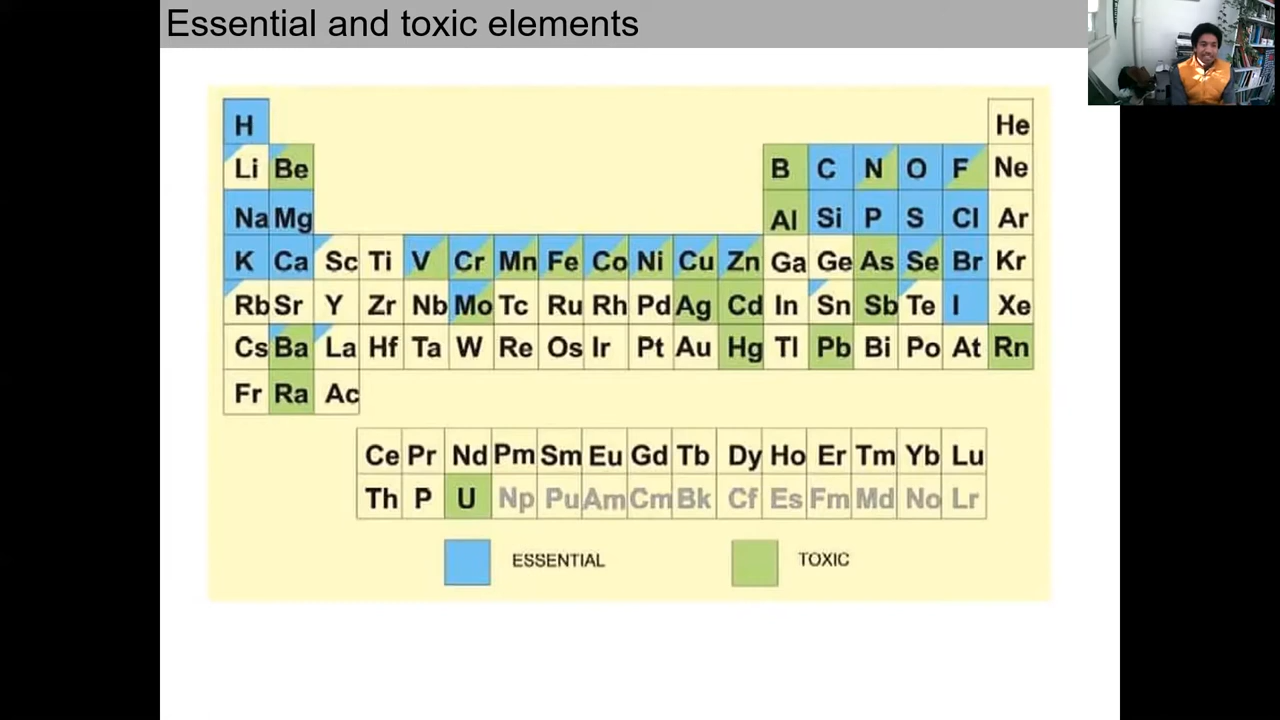 Essential and toxic elements
H He
Li Be B C N O F Ne
Na Mg Al Si P S Cl Ar
K Ca Sc Ti V Cr Mn Fe Co Ni Cu Zn Ga Ge As Se Br Kr
Rb Sr Y Zr Nb Mo Tc Ru Rh Pd Ag Cd In Sn Sb Te I Xe
Cs Ba La Hf Ta W Re Os Ir Pt Au Hg Tl Pb Bi Po At Rn
Fr Ra Ac
Ce Pr Nd Pm Sm Eu Gd Tb Dy Ho Er Tm Yb Lu
Th P U Np Pu Am Cm Bk Cf Es Fm Md No Lr
ESSENTIAL TOXIC